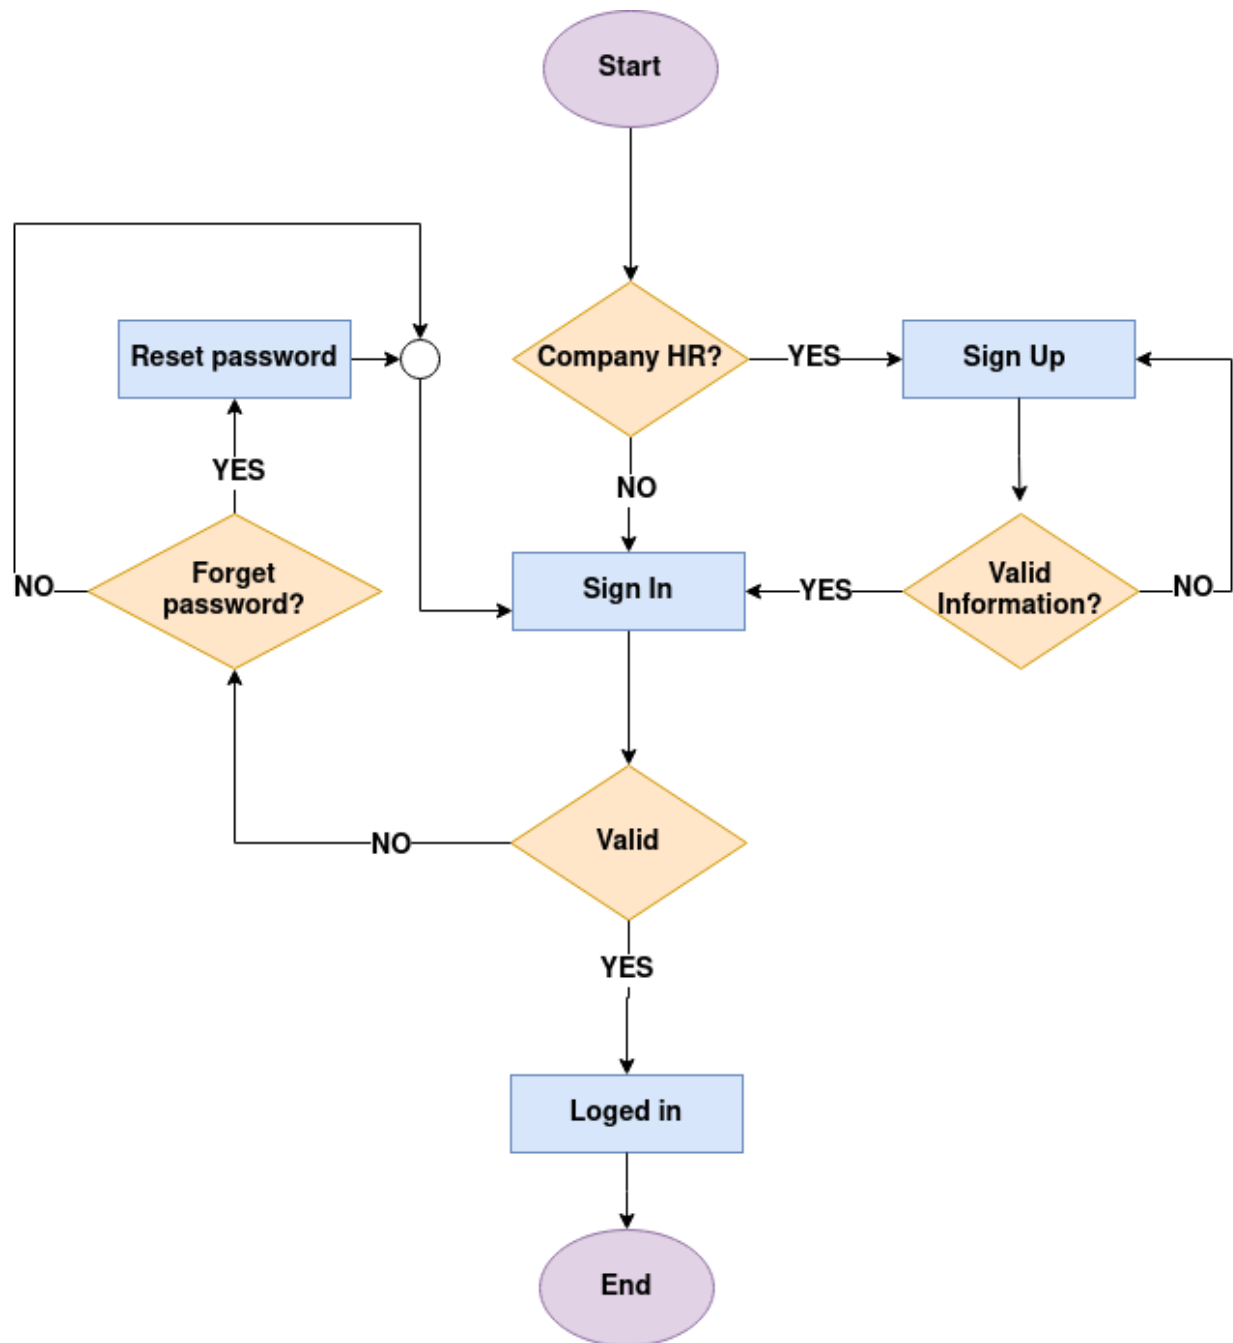 Start
Company HR?
YES
Sign Up
Reset password
YES
NO
Forget
password?
NO
Sign In
YES
Valid
Information?
NO
Valid
NO
YES
Loged in
End